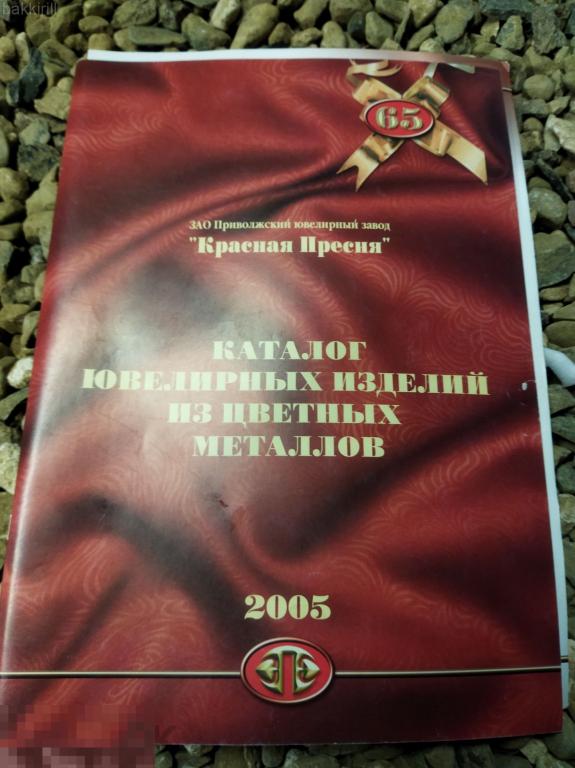 bakkirill
65
ЗАО Приволжский ювелирный завод
"Красная Пресня"
КАТАЛОГ
ЮВЕЛИРНЫХ ИЗДЕЛИЙ
ИЗ ЦВЕТНЫХ
МЕТАЛЛОВ
2005